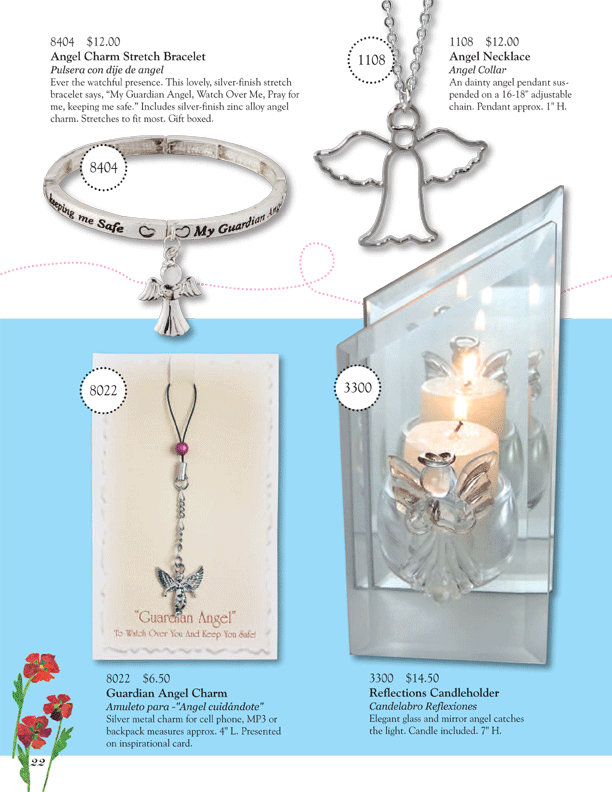 8404 $12.00
Angel Charm Stretch Bracelet
Pulsera con dije de angel
Ever the watchful presence. This lovely, silver-finish stretch
bracelet says, “My Guardian Angel, Watch Over Me, Pray for
me, keeping me safe.” Includes silver-finish zinc alloy angel
charm. Stretches to fit most. Gift boxed.
1108
1108 $12.00
Angel Necklace
Angel Collar
An dainty angel pendant sus-
pended on a 16-18" adjustable
chain. Pendant approx. 1" H.
8404
keeping me Safe My Guardian
8022
"Guardian Angel"
To Watch Over You And Keep You Safe!
3300
8022 $6.50
Guardian Angel Charm
Amuleto para -"Angel cuidándote"
Silver metal charm for cell phone, MP3 or
backpack measures approx. 4" L. Presented
on inspirational card.
3300 $14.50
Reflections Candleholder
Candelabro Reflexiones
Elegant glass and mirror angel catches
the light. Candle included. 7" H.
22